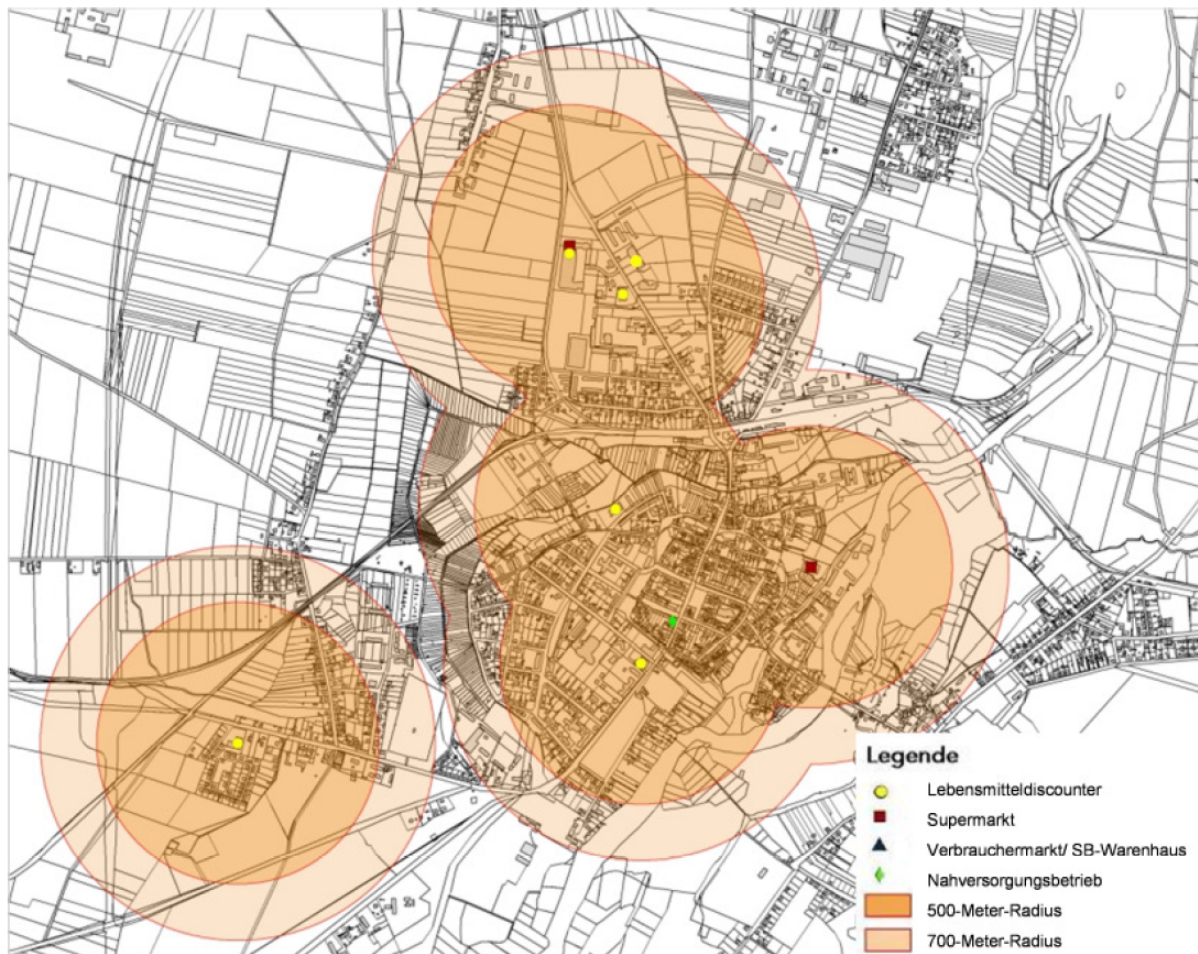 Legende
Lebensmitteldiscounter
Supermarkt
Verbrauchermarkt/ SB-Warenhaus
Nahversorgungsbetrieb
500-Meter-Radius
700-Meter-Radius